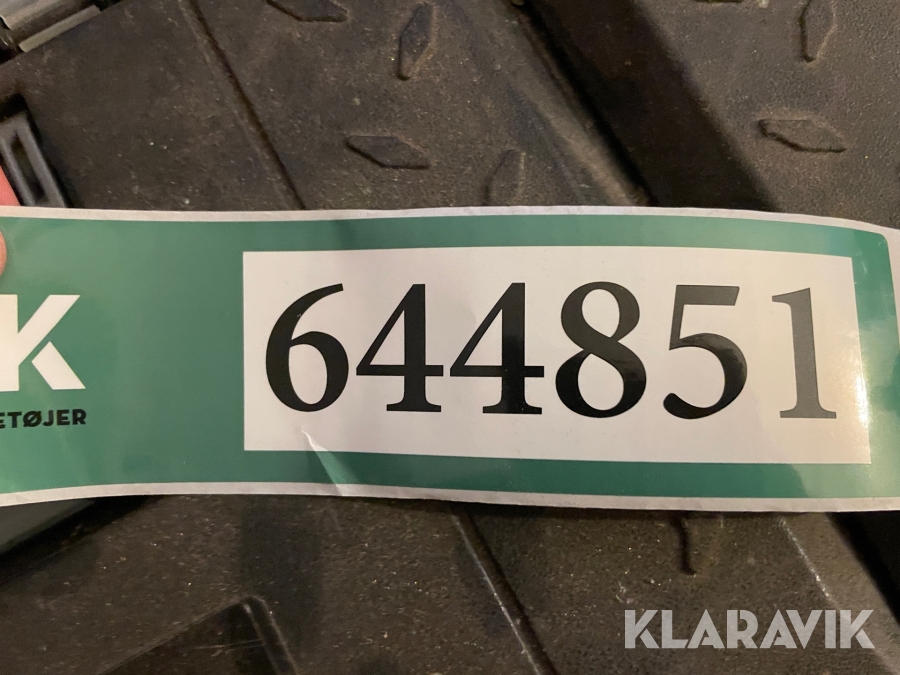 K
ETØJER
644851
KLARAVIK